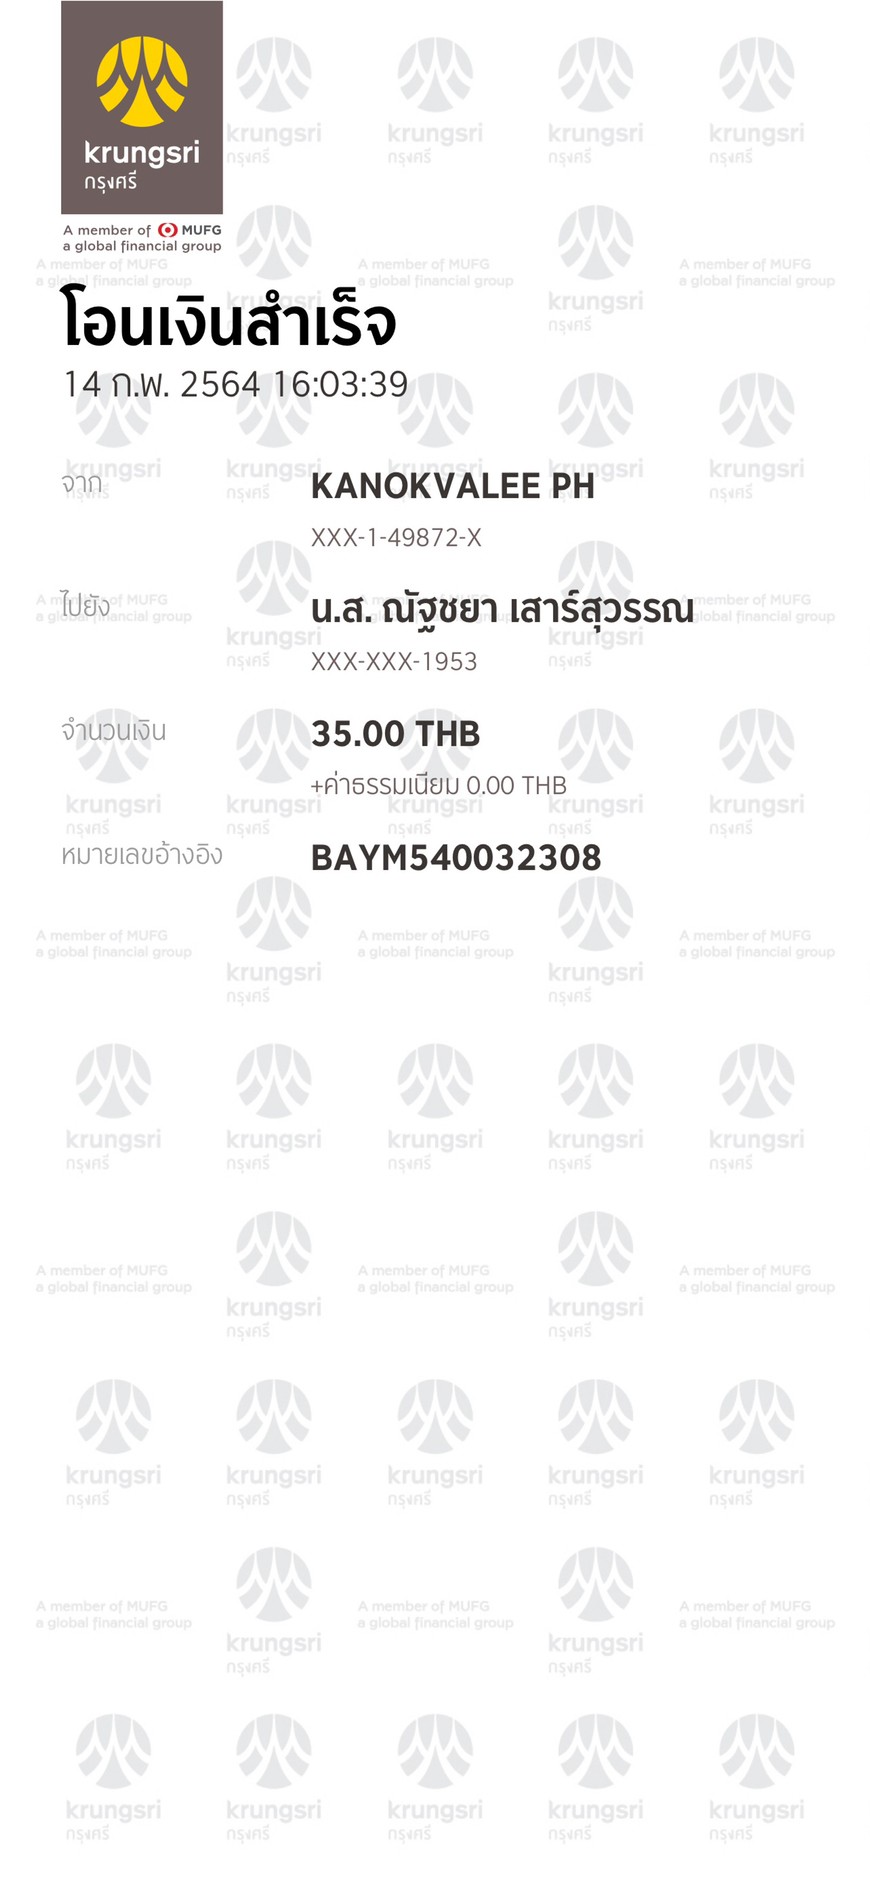 krungsri
กรุงศรี
A member of MUFG
a global financial group
โอนเงินสำเร็จ
14 ก.พ. 2564 16:03:39
จาก
KANOKVALEE PH
XXX-1-49872-X
ไปยัง
น.ส. ณัฐชยา เสาร์สุวรรณ
XXX-XXX-1953
จำนวนเงิน
35.00 THB
+ค่าธรรมเนียม 0.00 THB
หมายเลขอ้างอิง
BAYM540032308